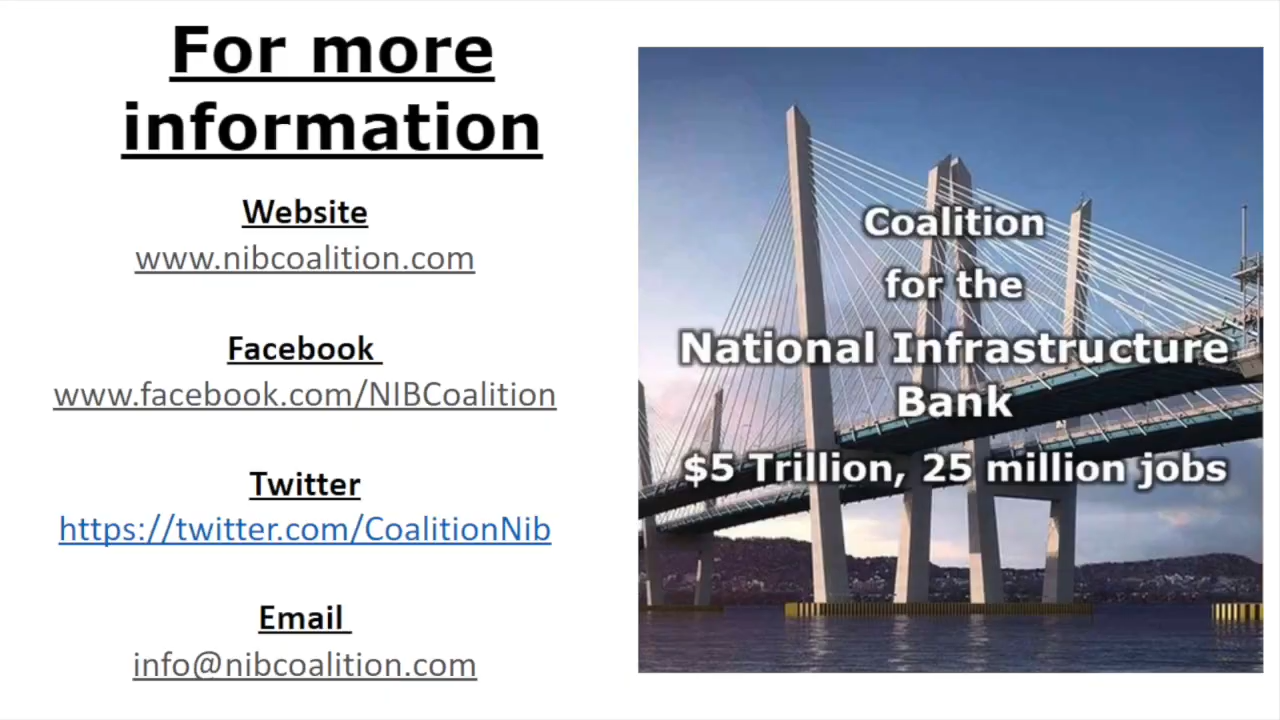 For more
information
Website
www.nibcoalition.com
Facebook
www.facebook.com/NIBCoalition
Twitter
https://twitter.com/CoalitionNib
Email
info@nibcoalition.com
Coalition
for the
National Infrastructure
Bank
$5 Trillion, 25 million jobs